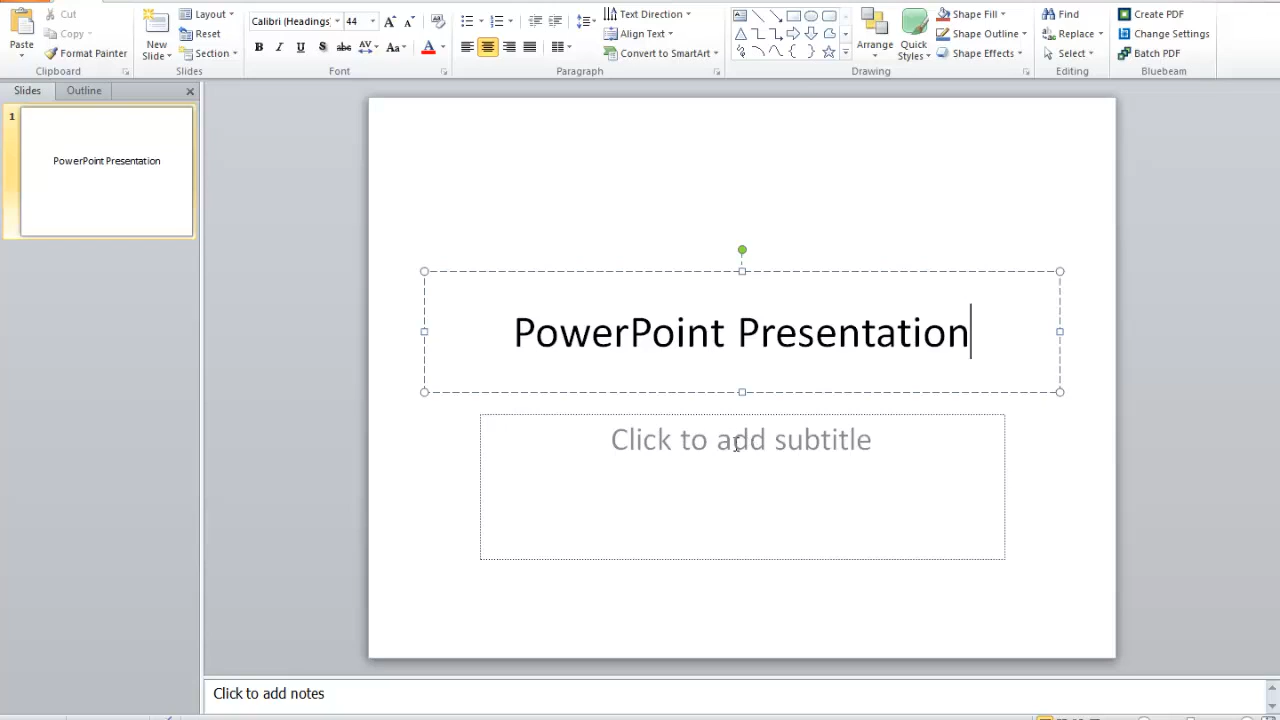 Cut
Copy
Format Painter
Paste
Clipboard
New
Slide
Layout
Reset
Section
Slides
Calibri (Headings)
44
B I U S abc AV Aa A
Font
Text Direction
Align Text
Convert to SmartArt
Paragraph
Arrange
Quick
Styles
Shape Fill
Shape Outline
Shape Effects
Drawing
Find
Replace
Select
Editing
Create PDF
Change Settings
Batch PDF
Bluebeam
Slides
Outline
1
PowerPoint Presentation
PowerPoint Presentation
Click to add subtitle
Click to add notes